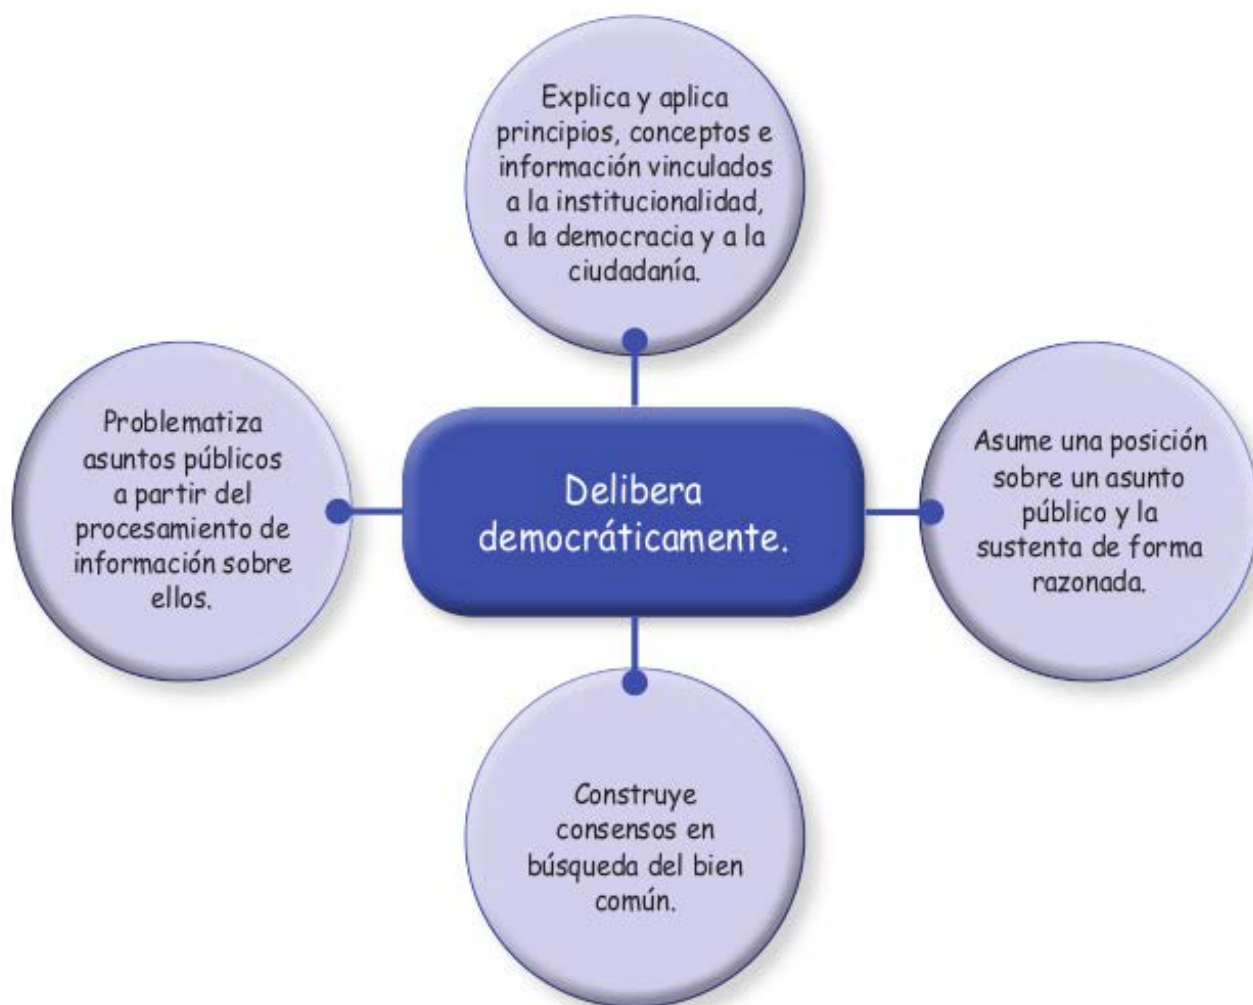 Explica y aplica
principios, conceptos e
información vinculados
a la institucionalidad,
a la democracia y a la
ciudadanía.
Problematiza
asuntos públicos
a partir del
procesamiento de
información sobre
ellos.
Delibera
democráticamente.
Asume una posición
sobre un asunto
público y la
sustenta de forma
razonada.
Construye
consensos en
búsqueda del bien
común.